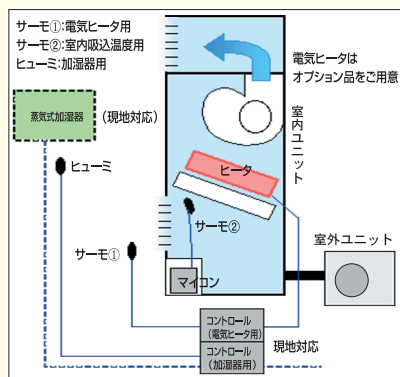 サーモ①:電気ヒータ用
サーモ②:室内吸込温度用
ヒューミ:加湿器用
電気ヒータは
オプション品をご用意
蒸気式加湿器
(現地対応)
室内ユニット
ヒューミ
ヒータ
サーモ②
サーモ①
室外ユニット
マイコン
コントロール
(電気ヒータ用)
コントロール
(加湿器用)
現地対応